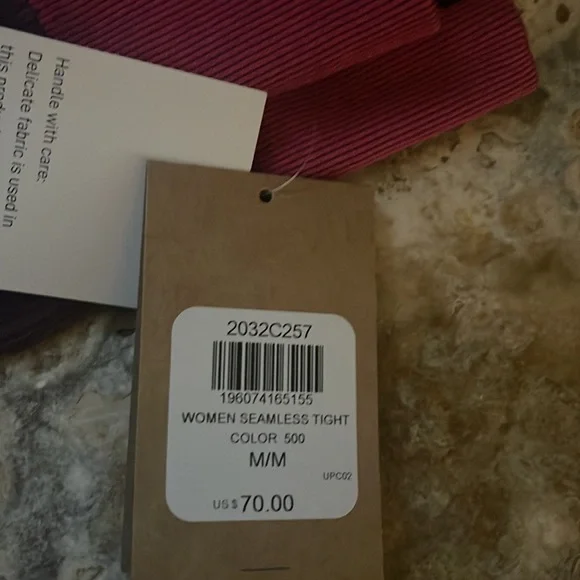 Handle with care:
Delicate fabric is used in
2032C257
196074165155
WOMEN SEAMLESS TIGHT
COLOR 500
M/M
UPC02
US $ 70.00